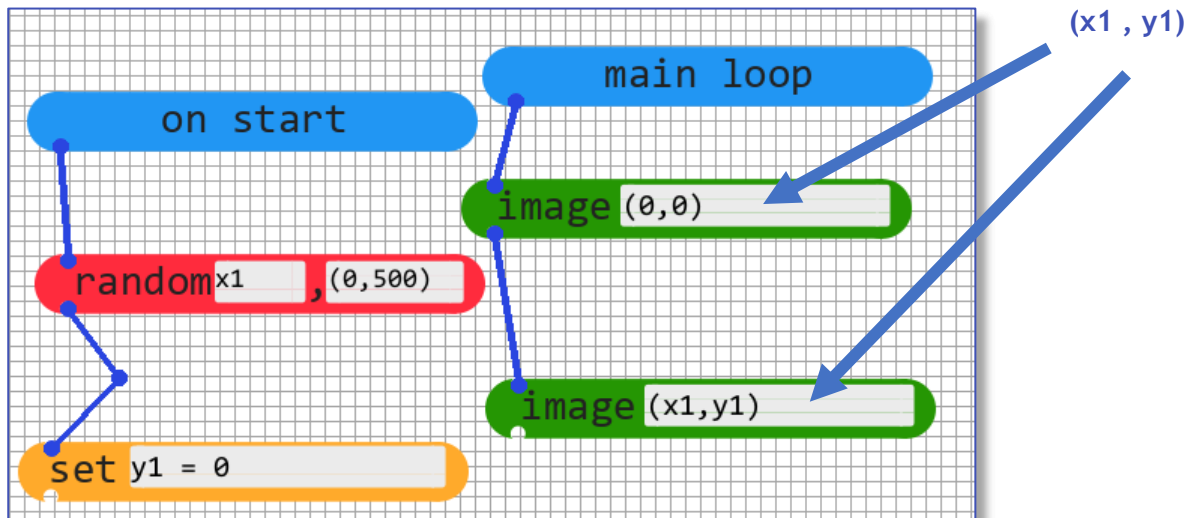 (x1 , y1)
main loop
on start
image (0,0)
random x1 , (0,500)
image (x1,y1)
set y1 = 0